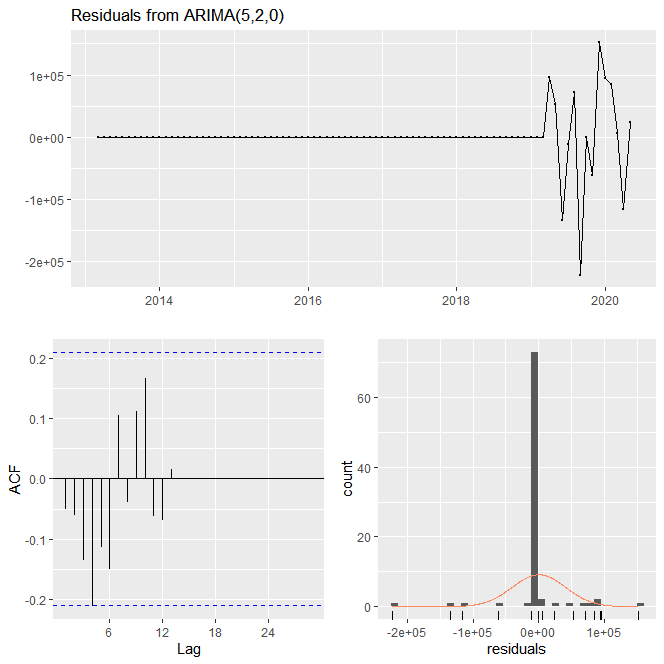 Residuals from ARIMA(5,2,0)
1e+05
0e+00
-1e+05
-2e+05
2014
2016
2018
2020
0.2
0.1
0.0
-0.1
-0.2
ACF
6
12
18
24
Lag
60
40
20
0
count
-2e+05
-1e+05
0e+00
1e+05
residuals